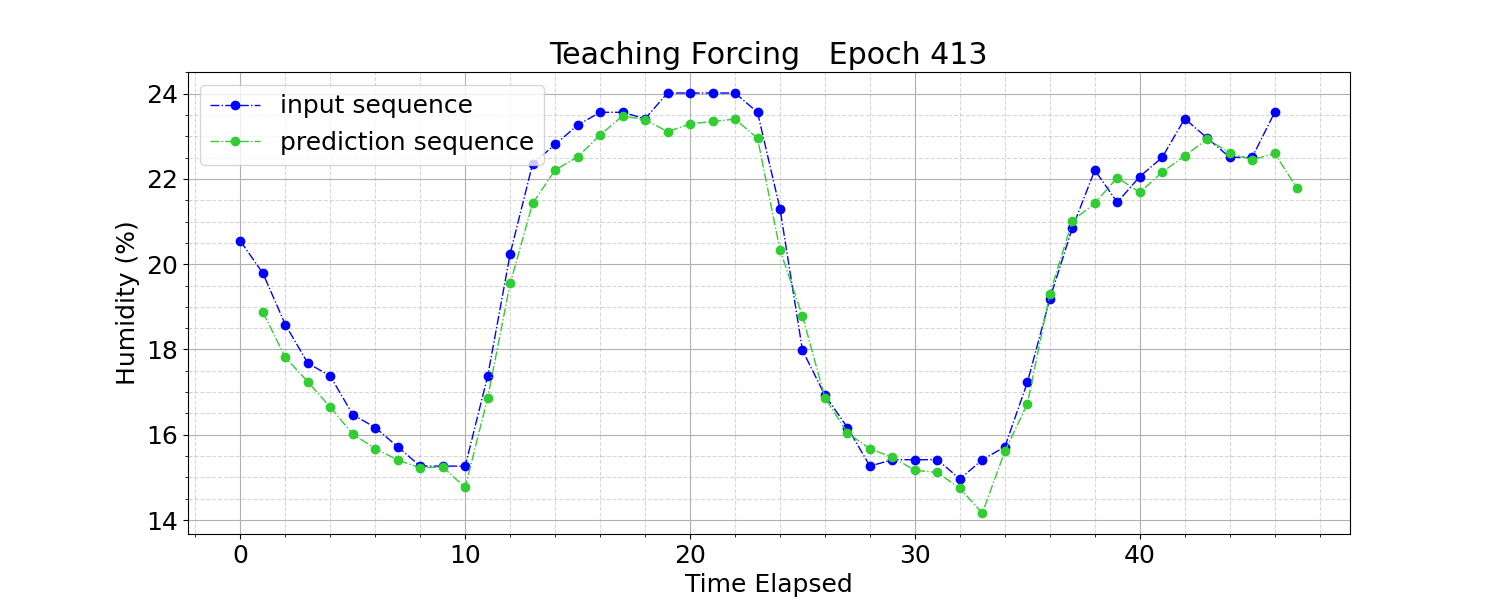 Teaching Forcing   Epoch 413
input sequence
prediction sequence
Humidity (%)
24
22
20
18
16
14
0 10 20 30 40
Time Elapsed